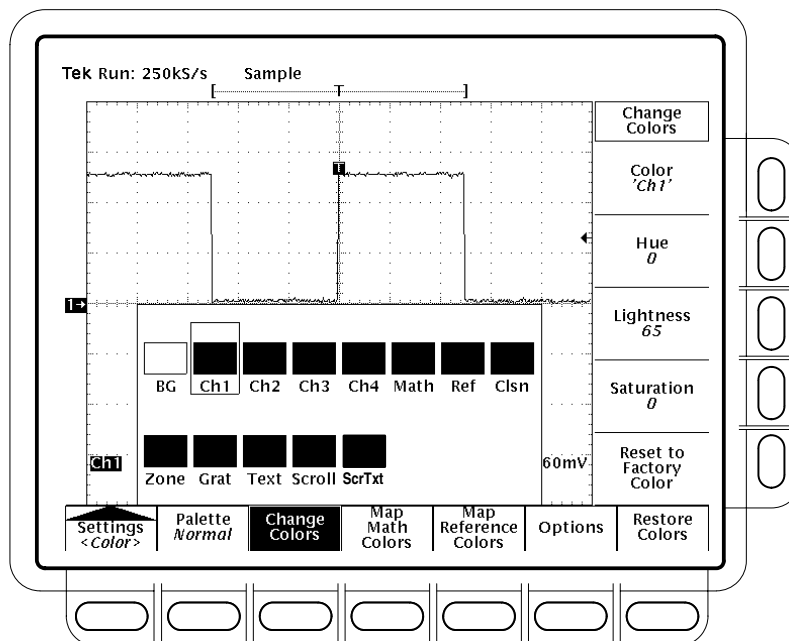 Tek Run: 250kS/s Sample
[ T ]
T
1→
Change
Colors
Color
'Ch1'
Hue
0
Lightness
65
Saturation
0
Reset to
Factory
Color
BG Ch1 Ch2 Ch3 Ch4 Math Ref Clsn
Zone Grat Text Scroll ScrTxt
Ch1
60mV
Settings
<Color>
Palette
Normal
Change
Colors
Map
Math
Colors
Map
Reference
Colors
Options
Restore
Colors